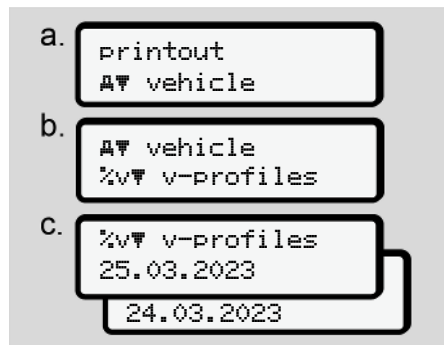 a.
printout
A▼ vehicle
b.
A▼ vehicle
%v▼ v-profiles
c.
%v▼ v-profiles
25.03.2023
24.03.2023